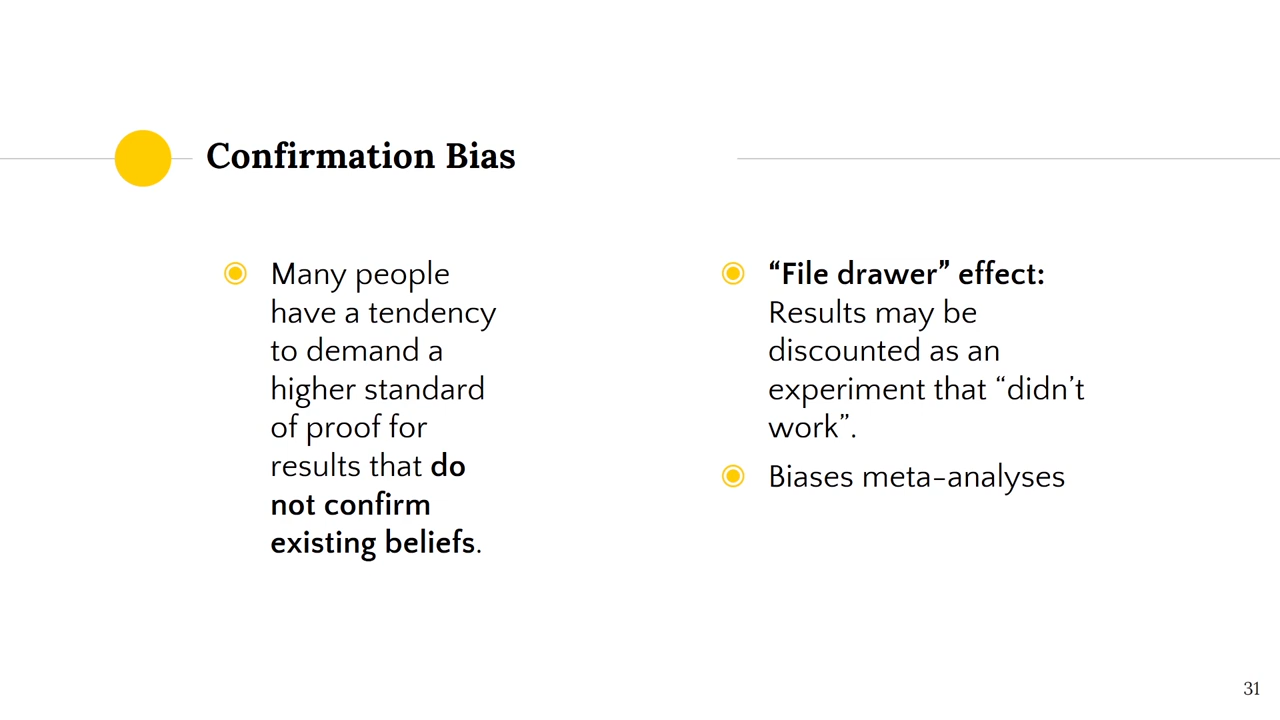 Confirmation Bias
Many people
have a tendency
to demand a
higher standard
of proof for
results that do
not confirm
existing beliefs.
“File drawer” effect:
Results may be
discounted as an
experiment that “didn’t
work”.
Biases meta-analyses
31